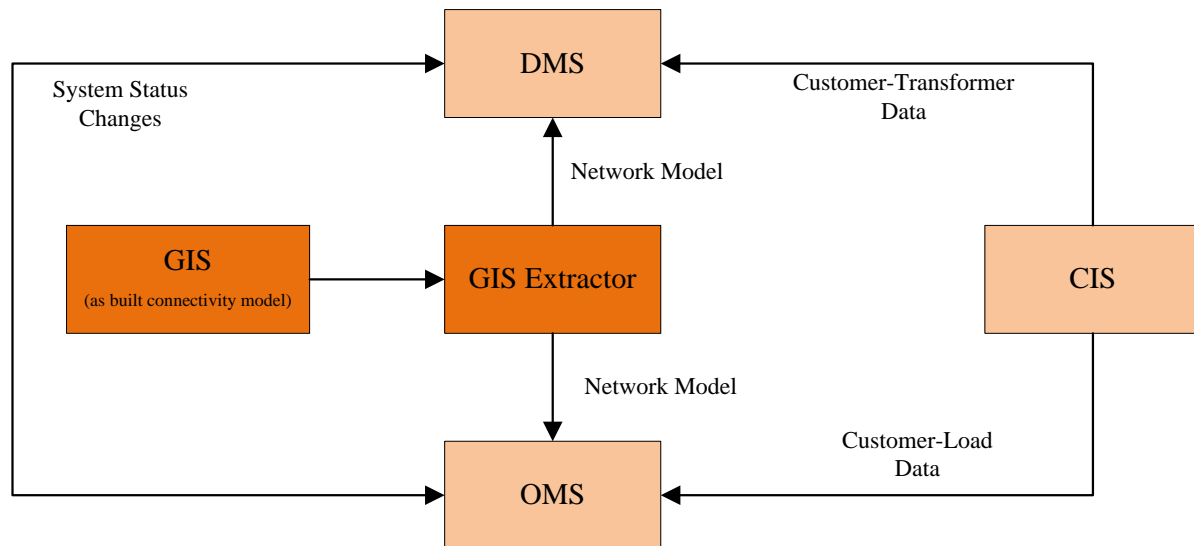 DMS
System Status
Changes
Customer-Transformer
Data
Network Model
GIS
(as built connectivity model)
GIS Extractor
CIS
Network Model
Customer-Load
Data
OMS